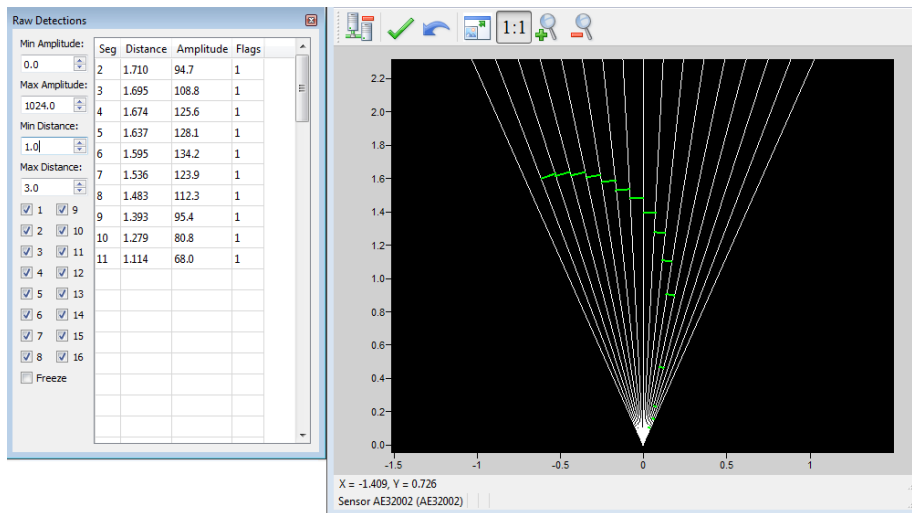 Raw Detections
Min Amplitude:
0.0
Max Amplitude:
1024.0
Min Distance:
1.0
Max Distance:
3.0
1 9
2 10
3 11
4 12
5 13
6 14
7 15
8 16
Freeze
Seg Distance Amplitude Flags
2 1.710 94.7 1
3 1.695 108.8 1
4 1.674 125.6 1
5 1.637 128.1 1
6 1.595 134.2 1
7 1.536 123.9 1
8 1.483 112.3 1
9 1.393 95.4 1
10 1.279 80.8 1
11 1.114 68.0 1
1:1
2.2
2.0
1.8
1.6
1.4
1.2
1.0
0.8
0.6
0.4
0.2
0.0
-1.5 -1 -0.5 0 0.5 1
X = -1.409, Y = 0.726
Sensor AE32002 (AE32002)